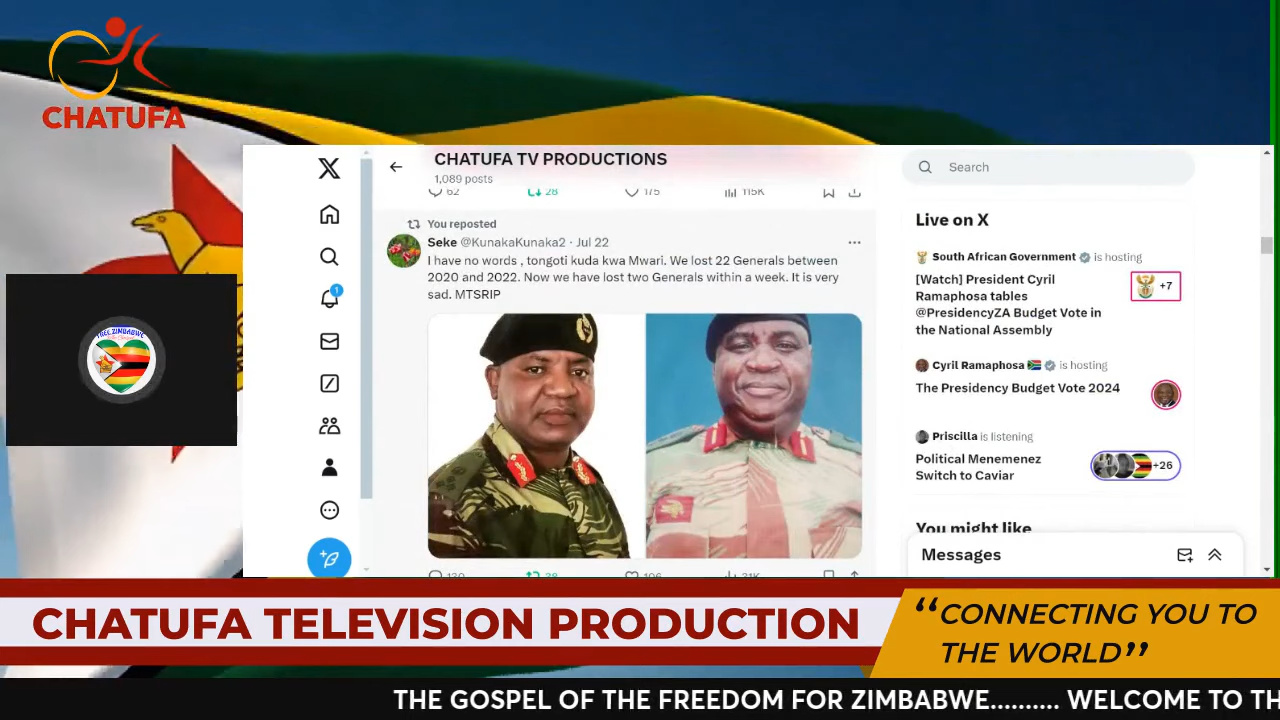 CHATUFA
CHATUFA TV PRODUCTIONS
1,089 posts
62 28 175 115K
You reposted
Seke @KunakaKunaka2 · Jul 22
I have no words , tongoti kuda kwa Mwari. We lost 22 Generals between
2020 and 2022. Now we have lost two Generals within a week. It is very
sad. MTSRIP
Search
Live on X
South African Government is hosting
[Watch] President Cyril
Ramaphosa tables
@PresidencyZA Budget Vote in
the National Assembly
+7
Cyril Ramaphosa is hosting
The Presidency Budget Vote 2024
Priscilla is listening
Political Menemenez
Switch to Caviar
+26
You might like
Messages
1
FREE ZIMBABWE
CHATUFA TELEVISION PRODUCTION
“CONNECTING YOU TO
THE WORLD”
THE GOSPEL OF THE FREEDOM FOR ZIMBABWE.......... WELCOME TO TH